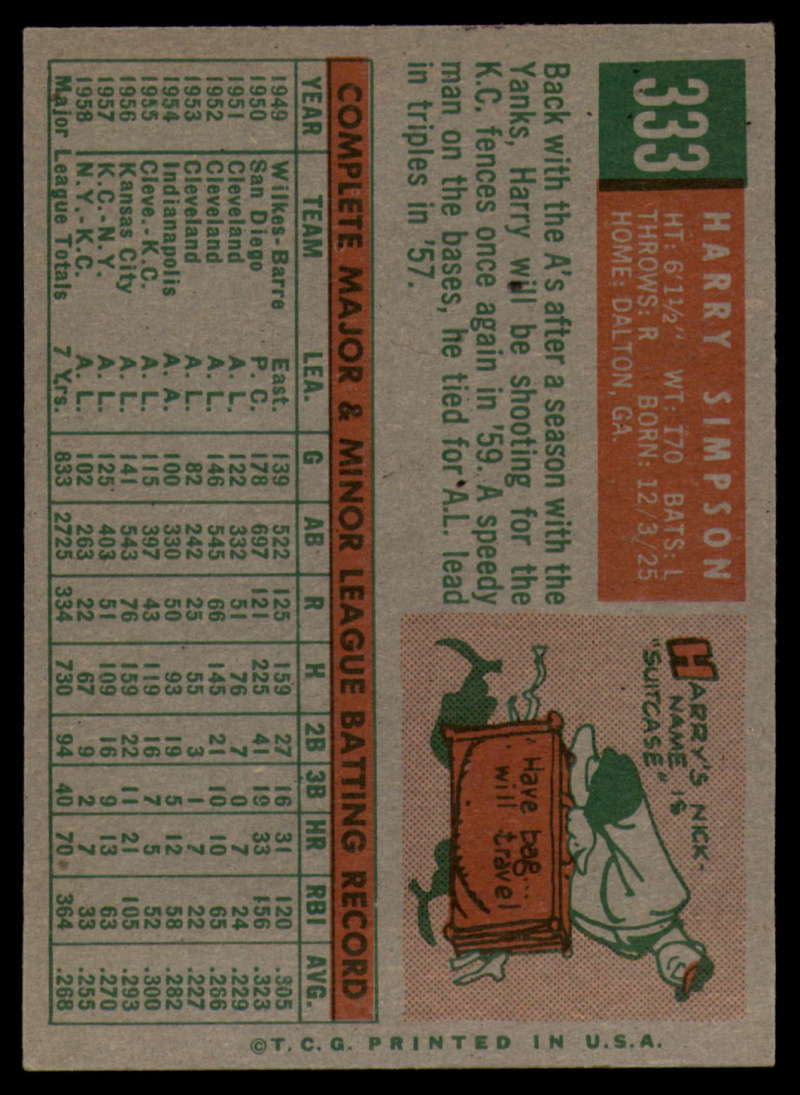 333
HARRY SIMPSON
HT: 6'1½" WT: 170 BATS: L
THROWS: R BORN: 12/3/25
HOME: DALTON, GA.
Back with the A's after a season with the
Yanks, Harry will be shooting for the
K.C. fences once again in '59. A speedy
man on the bases, he tied for A.L. lead
in triples in '57.
HARRY'S NICK-
NAME IS
"SUITCASE"
"Have bag...
will travel
COMPLETE MAJOR & MINOR LEAGUE BATTING RECORD
YEAR TEAM LEA. G AB R H 2B 3B HR RBI AVG.
1949 Wilkes-Barre East. 139 522 125 159 27 16 31 120 .305
1950 San Diego P. C. 178 697 121 225 41 19 33 156 .323
1951 Cleveland A. L. 122 332 51 76 7 0 7 24 .229
1952 Cleveland A. L. 146 545 66 145 21 10 10 65 .266
1953 Cleveland A. L. 82 242 25 55 3 1 7 22 .227
1954 Indianapolis A. A. 100 330 50 93 19 5 12 58 .282
1955 Cleve.-K.C. A. L. 115 397 43 119 16 7 5 52 .300
1956 Kansas City A. L. 141 543 76 159 22 11 21 105 .293
1957 K.C.-N.Y. A. L. 125 403 51 109 16 9 13 63 .270
1958 N.Y.-K.C. A. L. 102 263 22 67 9 2 7 33 .255
Major League Totals 7 Yrs. 833 2725 334 730 94 40 70 364 .268
©T.C.G. PRINTED IN U.S.A.